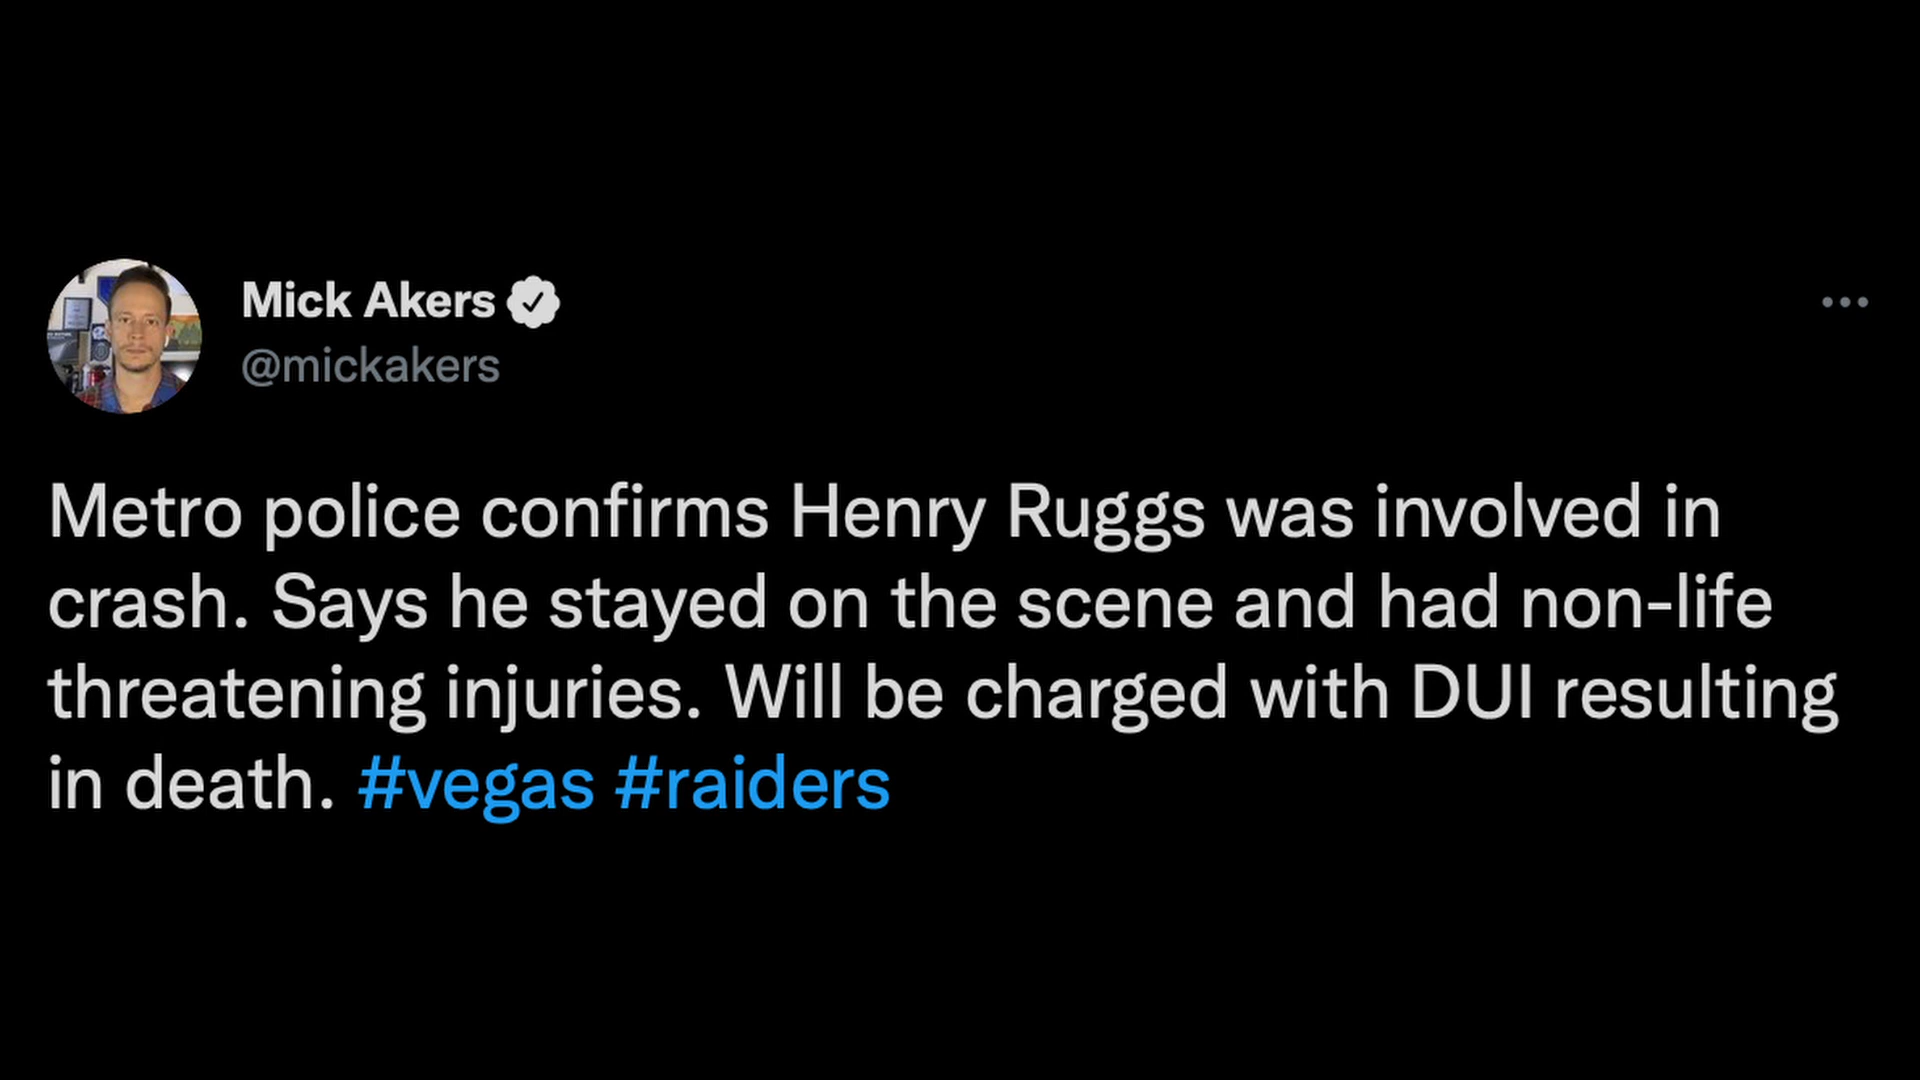 Mick Akers
@mickakers
Metro police confirms Henry Ruggs was involved in
crash. Says he stayed on the scene and had non-life
threatening injuries. Will be charged with DUI resulting
in death. #vegas #raiders